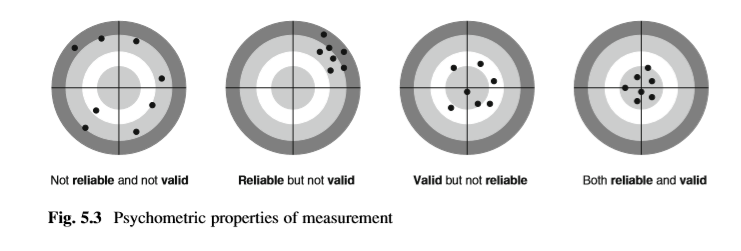 Not reliable and not valid
Reliable but not valid
Valid but not reliable
Both reliable and valid
Fig. 5.3 Psychometric properties of measurement